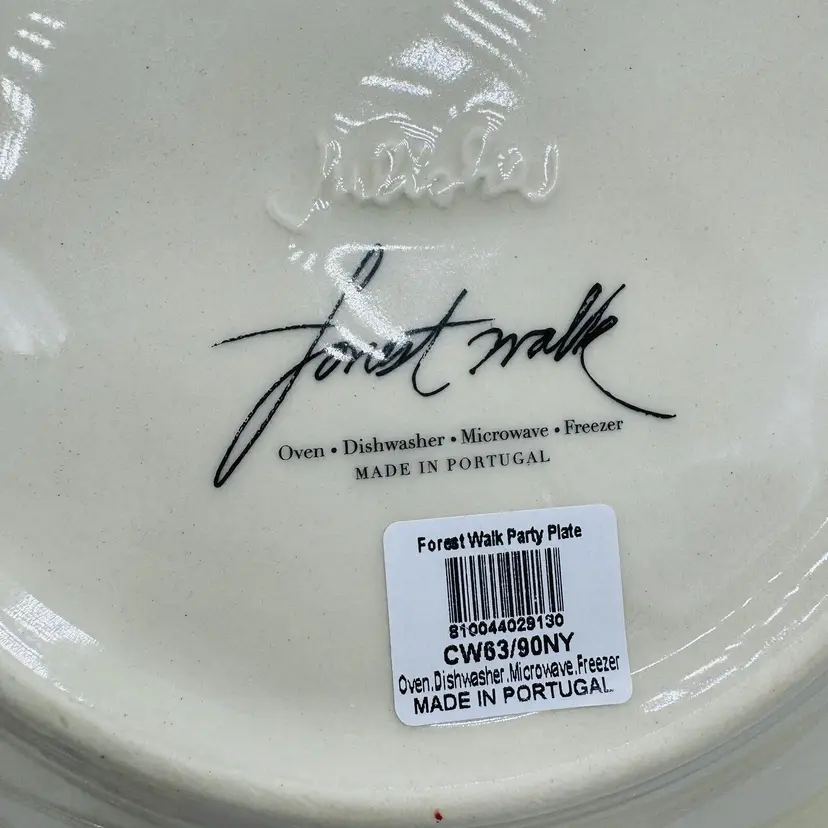 Juliska
forest walk
Oven • Dishwasher • Microwave • Freezer
MADE IN PORTUGAL
Forest Walk Party Plate
810044029130
CW63/90NY
Oven.Dishwasher.Microwave.Freezer
MADE IN PORTUGAL